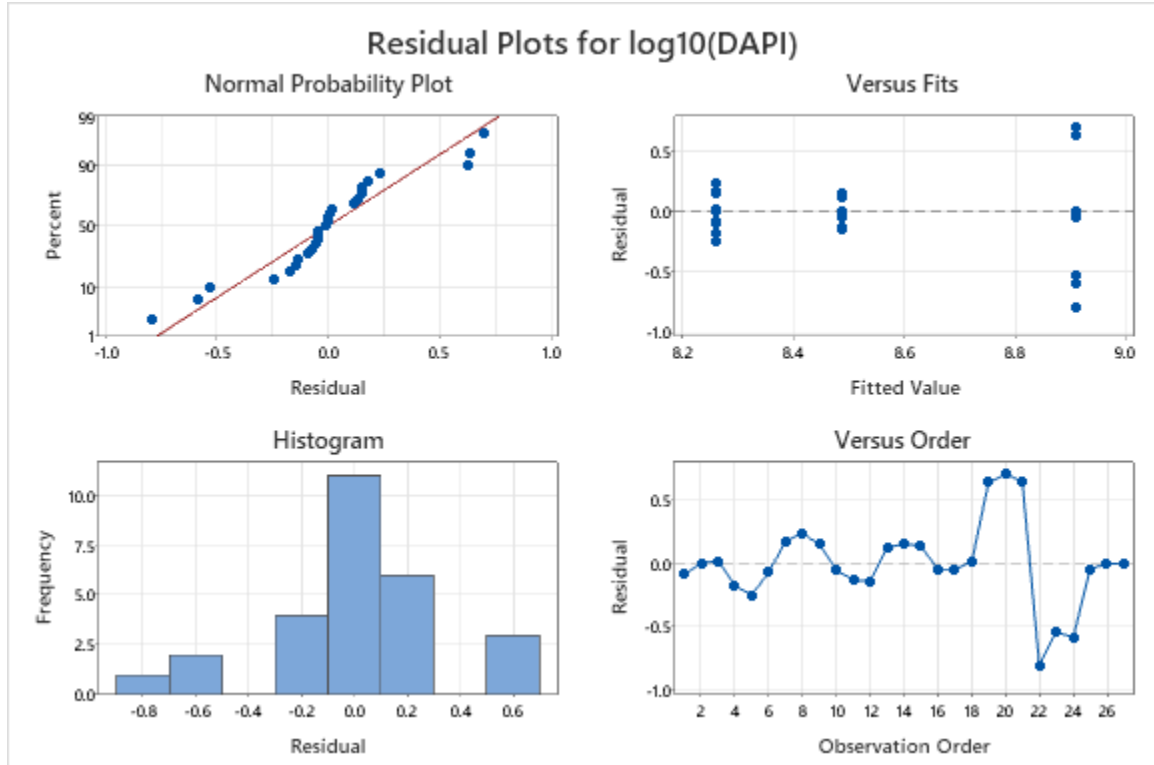 Residual Plots for log10(DAPI)
Normal Probability Plot
99
90
50
10
1
Percent
-1.0 -0.5 0.0 0.5 1.0
Residual
Versus Fits
0.5
0.0
-0.5
-1.0
Residual
8.2 8.4 8.6 8.8 9.0
Fitted Value
Histogram
10.0
7.5
5.0
2.5
0.0
Frequency
-0.8 -0.6 -0.4 -0.2 0.0 0.2 0.4 0.6
Residual
Versus Order
0.5
0.0
-0.5
-1.0
Residual
2 4 6 8 10 12 14 16 18 20 22 24 26
Observation Order